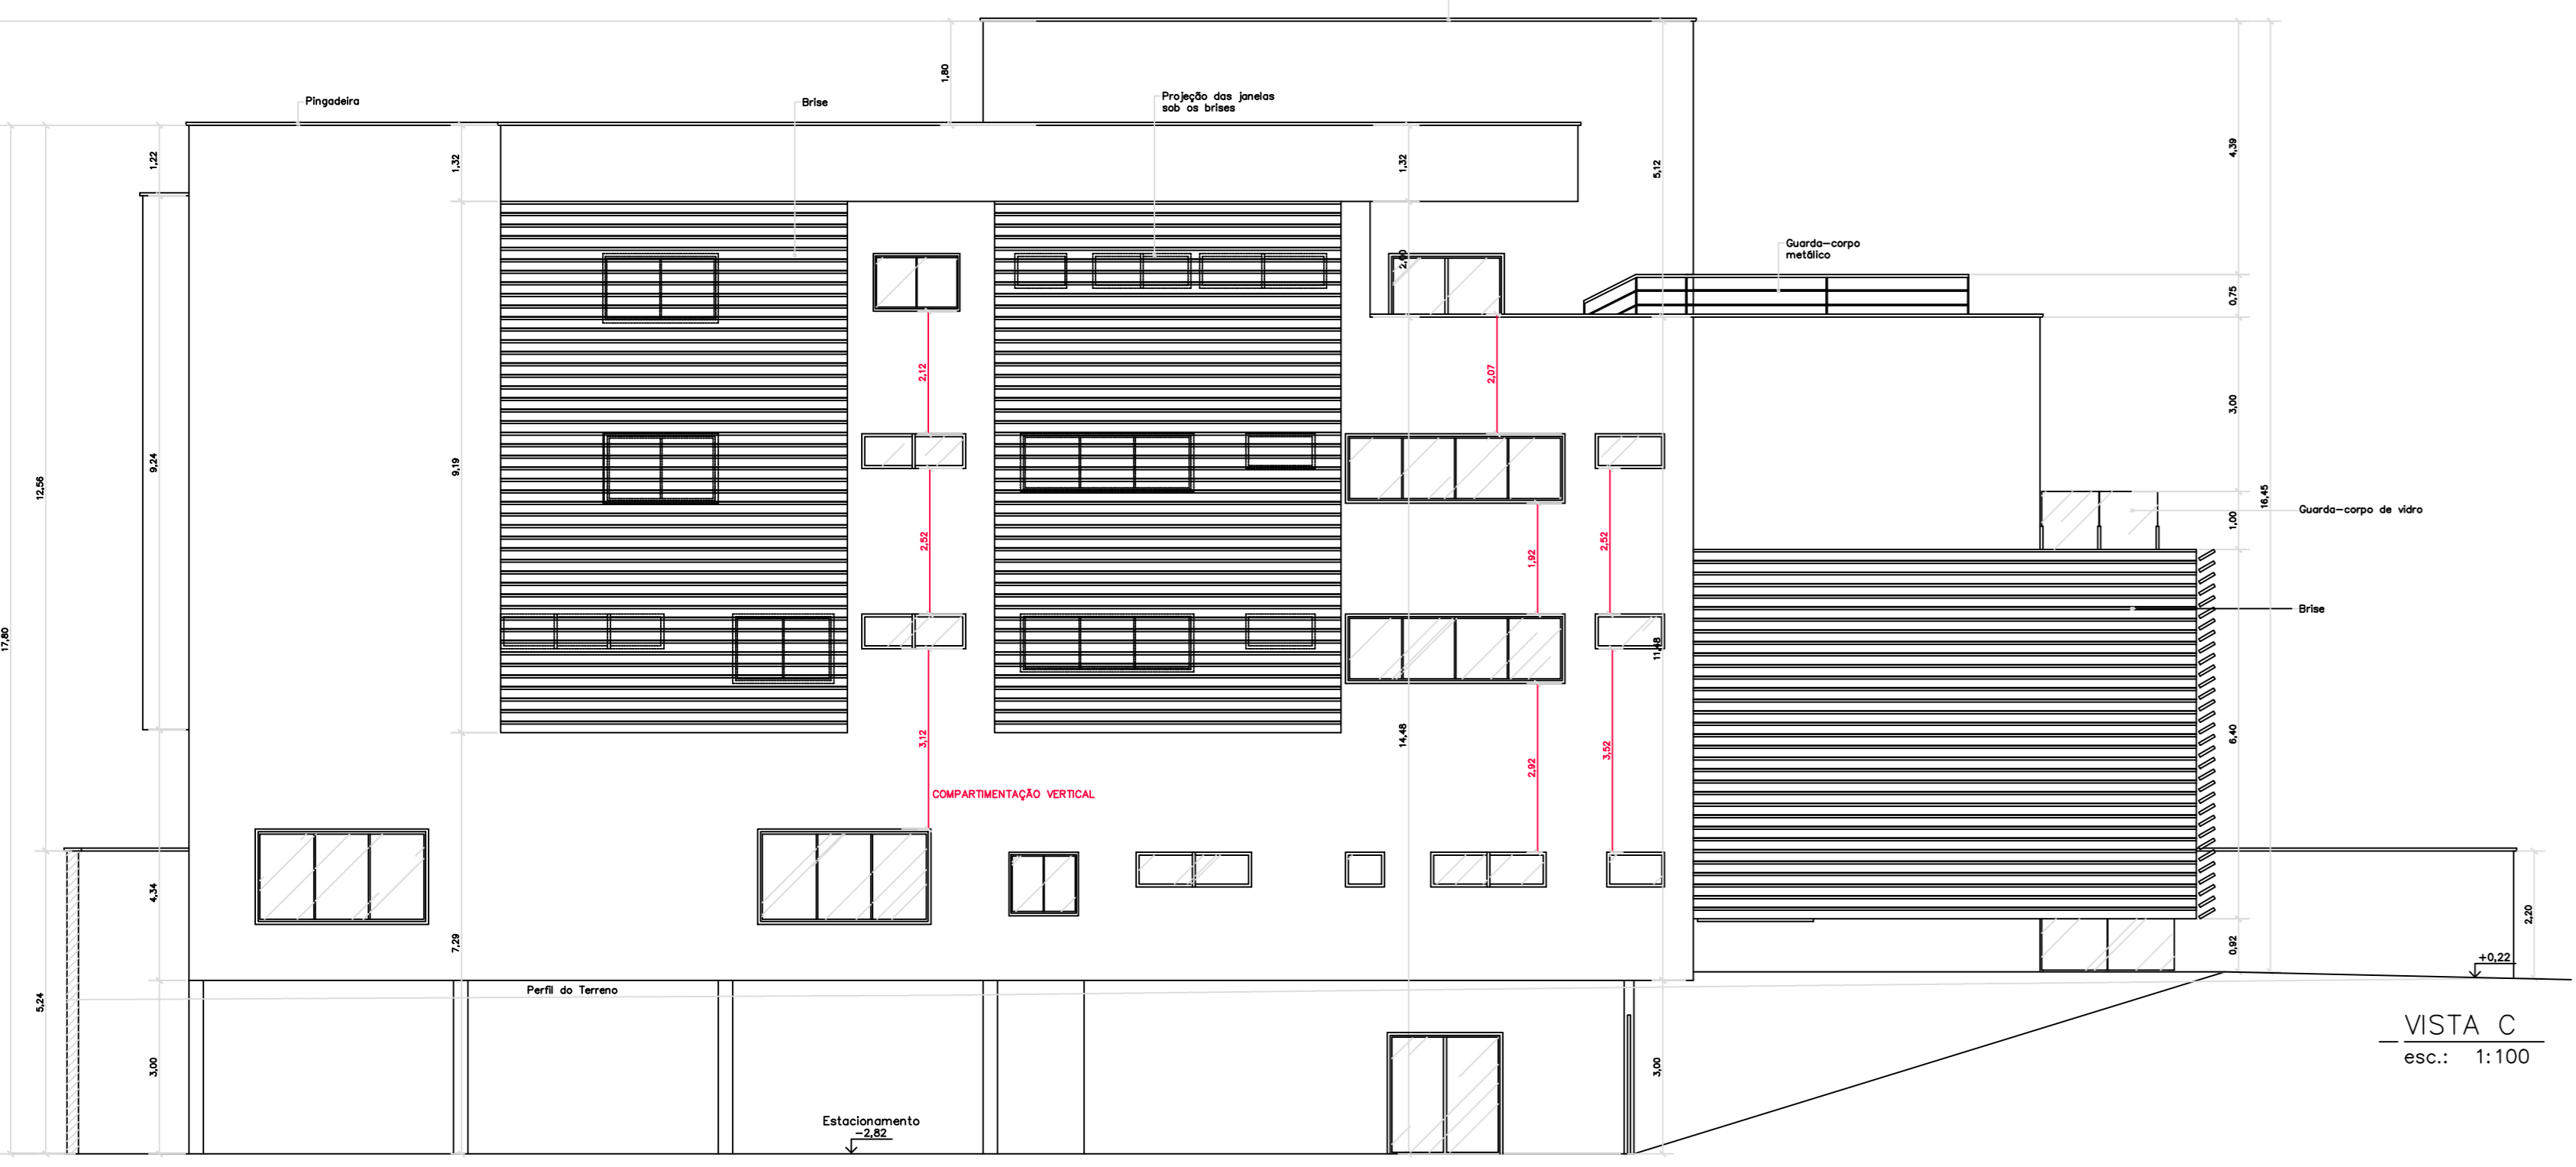 1,80
Pingadeira
Brise
Projeção das janelas
sob os brises
1,22
1,32
1,32
5,12
4,39
2,00
Guarda-corpo
metálico
0,75
2,12
2,07
3,00
12,56
9,24
9,19
16,45
Guarda-corpo de vidro
1,00
2,52
1,92
2,52
Brise
17,80
11,48
3,12
14,48
2,92
3,52
6,40
COMPARTIMENTAÇÃO VERTICAL
4,34
7,29
0,92
2,20
+0,22
Perfil do Terreno
5,24
3,00
3,00
VISTA C
esc.: 1:100
Estacionamento
-2,82